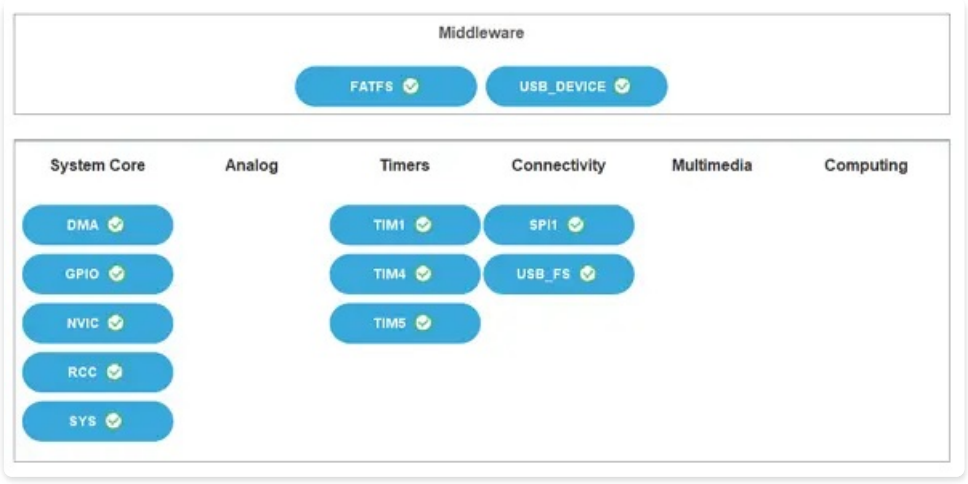 Middleware
FATFS USB_DEVICE
System Core Analog Timers Connectivity Multimedia Computing
DMA TIM1 SPI1
GPIO TIM4 USB_FS
NVIC TIM5
RCC
SYS